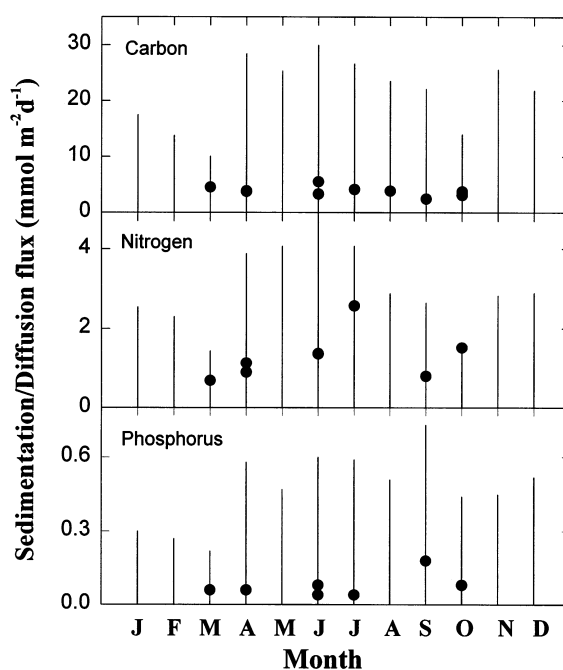 Sedimentation/Diffusion flux (mmol m-2d-1)
Carbon
30
20
10
0
Nitrogen
4
2
0
Phosphorus
0.6
0.3
0.0
J F M A M J J A S O N D
Month